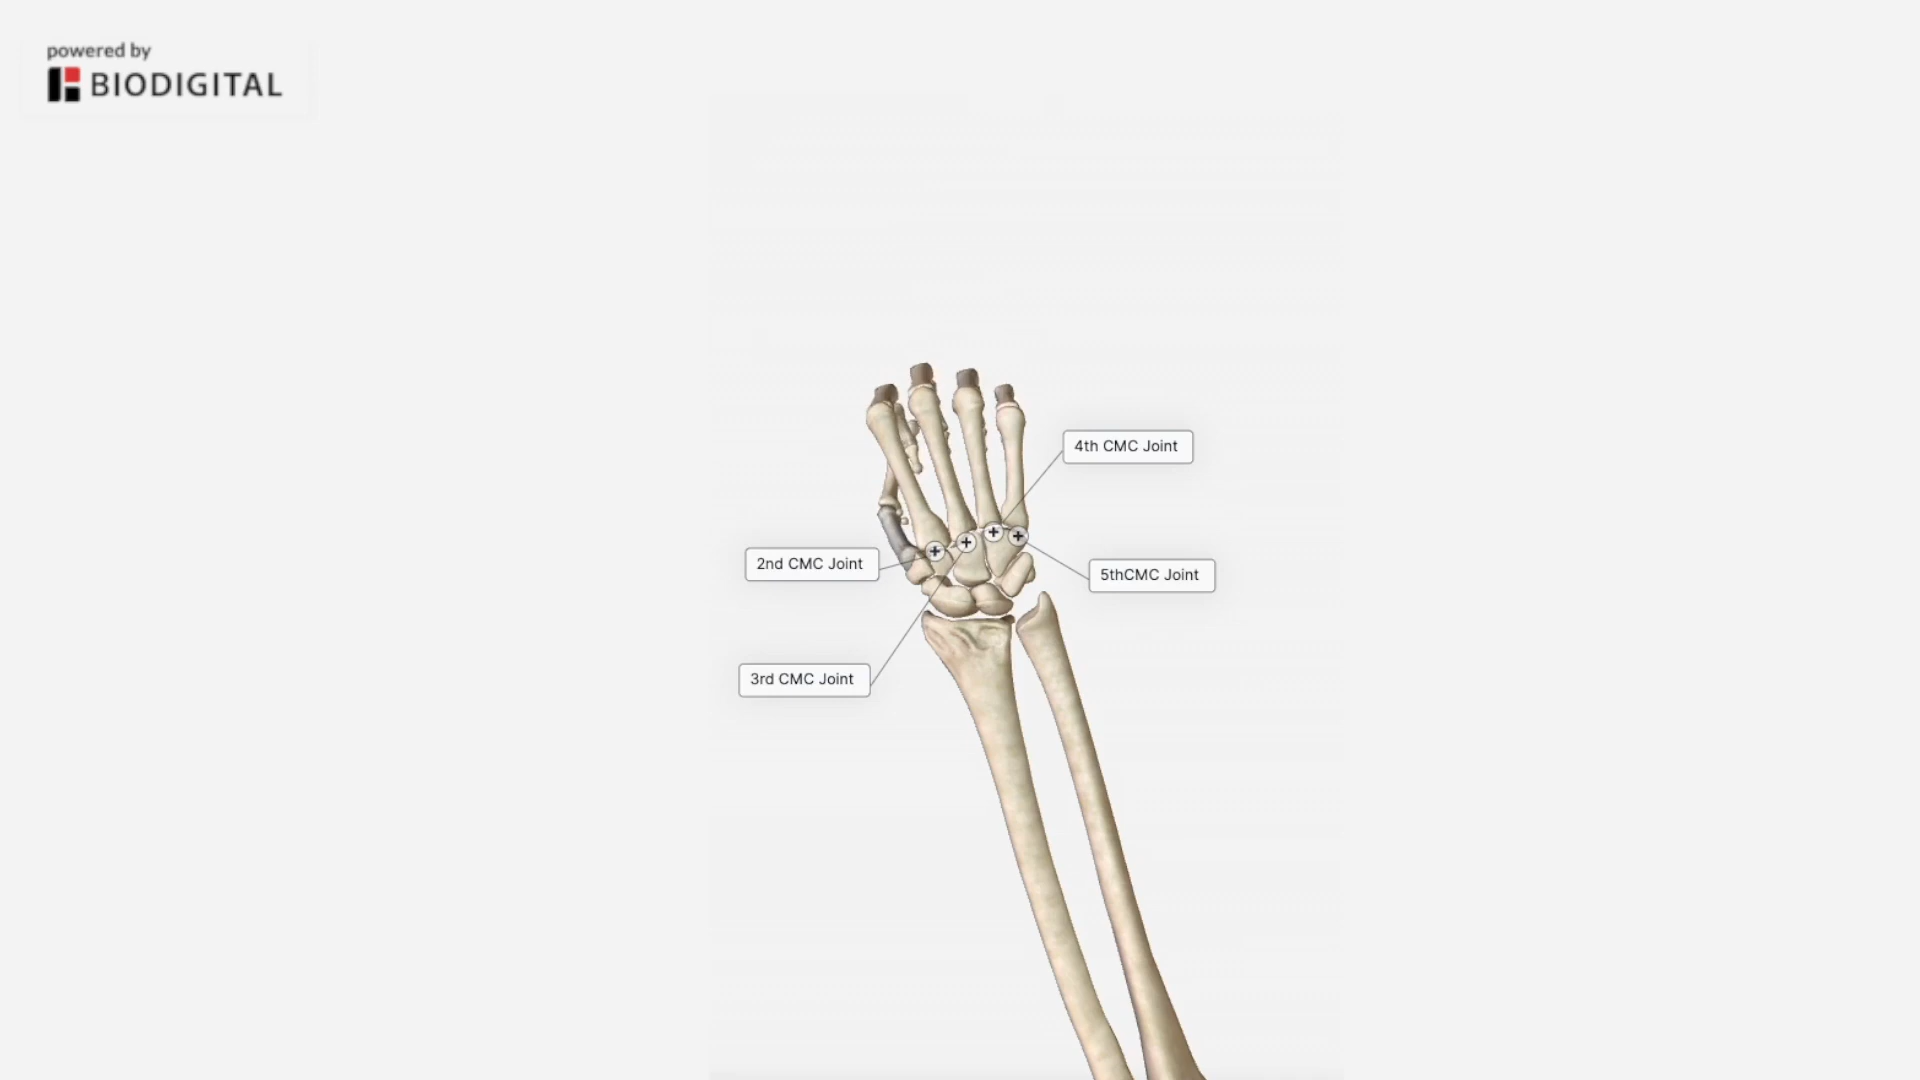 powered by
BIODIGITAL
4th CMC Joint
2nd CMC Joint
5thCMC Joint
3rd CMC Joint